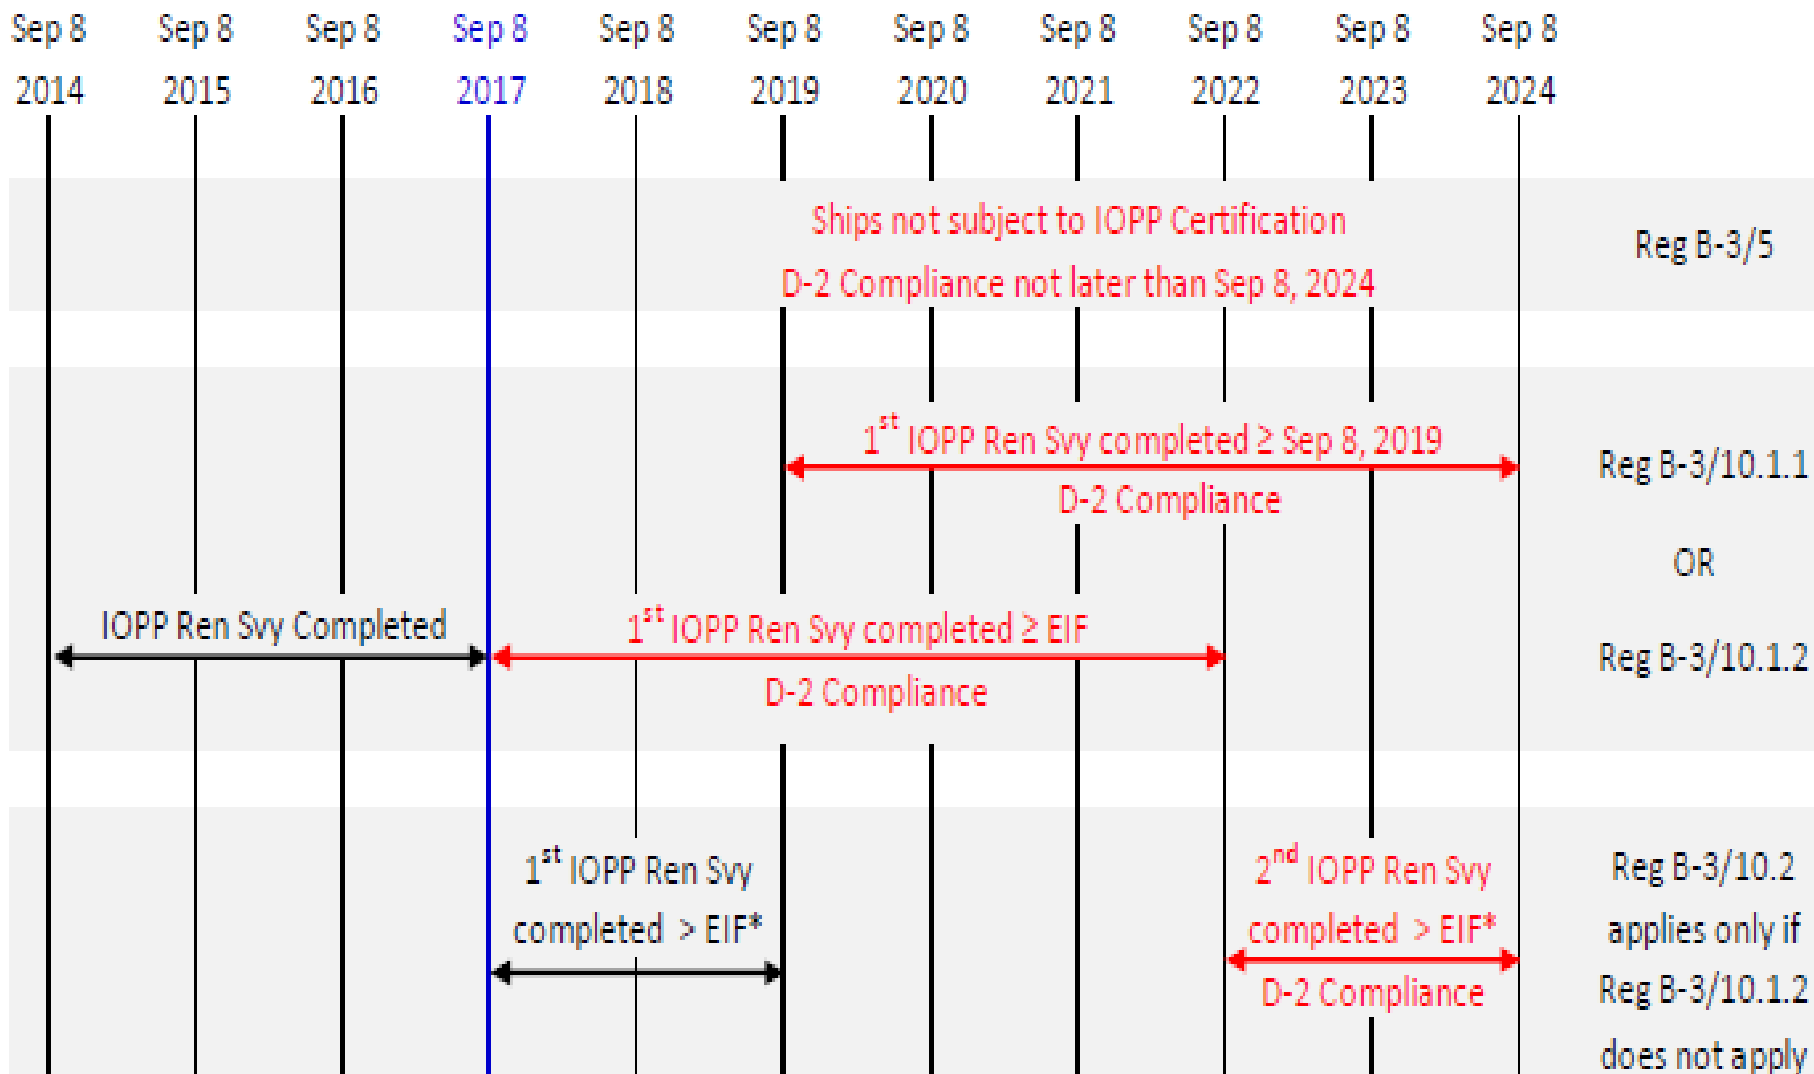 Sep 8 Sep 8 Sep 8 Sep 8 Sep 8 Sep 8 Sep 8 Sep 8 Sep 8 Sep 8 Sep 8
2014 2015 2016 2017 2018 2019 2020 2021 2022 2023 2024
Ships not subject to IOPP Certification
D-2 Compliance not later than Sep 8, 2024
Reg B-3/5
1st IOPP Ren Svy completed ≥ Sep 8, 2019
D-2 Compliance
Reg B-3/10.1.1
OR
IOPP Ren Svy Completed
1st IOPP Ren Svy completed ≥ EIF
D-2 Compliance
Reg B-3/10.1.2
1st IOPP Ren Svy
completed > EIF*
2nd IOPP Ren Svy
completed > EIF*
D-2 Compliance
Reg B-3/10.2
applies only if
Reg B-3/10.1.2
does not apply